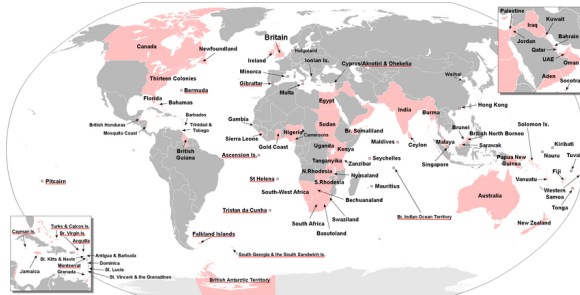 Britain
Canada
Newfoundland
Ireland
Heligoland
Ionian Is.
Cyprus/Akrotiri & Dhekelia
Minorca
Gibraltar
Malta
Weihai
Thirteen Colonies
Bermuda
Florida
Bahamas
Egypt
India
Burma
Hong Kong
British Honduras
Mosquito Coast
Barbados
Trinidad &
Tobago
British
Guiana
Gambia
Sierra Leone
Gold Coast
Nigeria
Cameroons
Sudan
Br. Somaliland
Uganda
Kenya
Tanganyika
Zanzibar
Maldives
Ceylon
Brunei
British North Borneo
Malaya
Sarawak
Singapore
Solomon Is.
Papua New
Guinea
Nauru
Kiribati
Tuvalu
Ascension Is.
Seychelles
N.Rhodesia
Nyasaland
St Helena
S.Rhodesia
Mauritius
South-West Africa
Bechuanaland
Vanuatu
Fiji
Western
Samoa
Tonga
Pitcairn
Tristan da Cunha
Swaziland
South Africa
Basutoland
Br. Indian Ocean Territory
Australia
New Zealand
Falkland Islands
South Georgia & the South Sandwich Is.
British Antarctic Territory
Palestine
Iraq
Kuwait
Jordan
Bahrain
Qatar
UAE
Oman
Aden
Socotra
Cayman Is.
Turks & Caicos Is.
Br. Virgin Is.
Anguilla
Jamaica
St. Kitts & Nevis
Antigua & Barbuda
Montserrat
Dominica
Grenada
St. Lucia
St. Vincent & the Grenadines